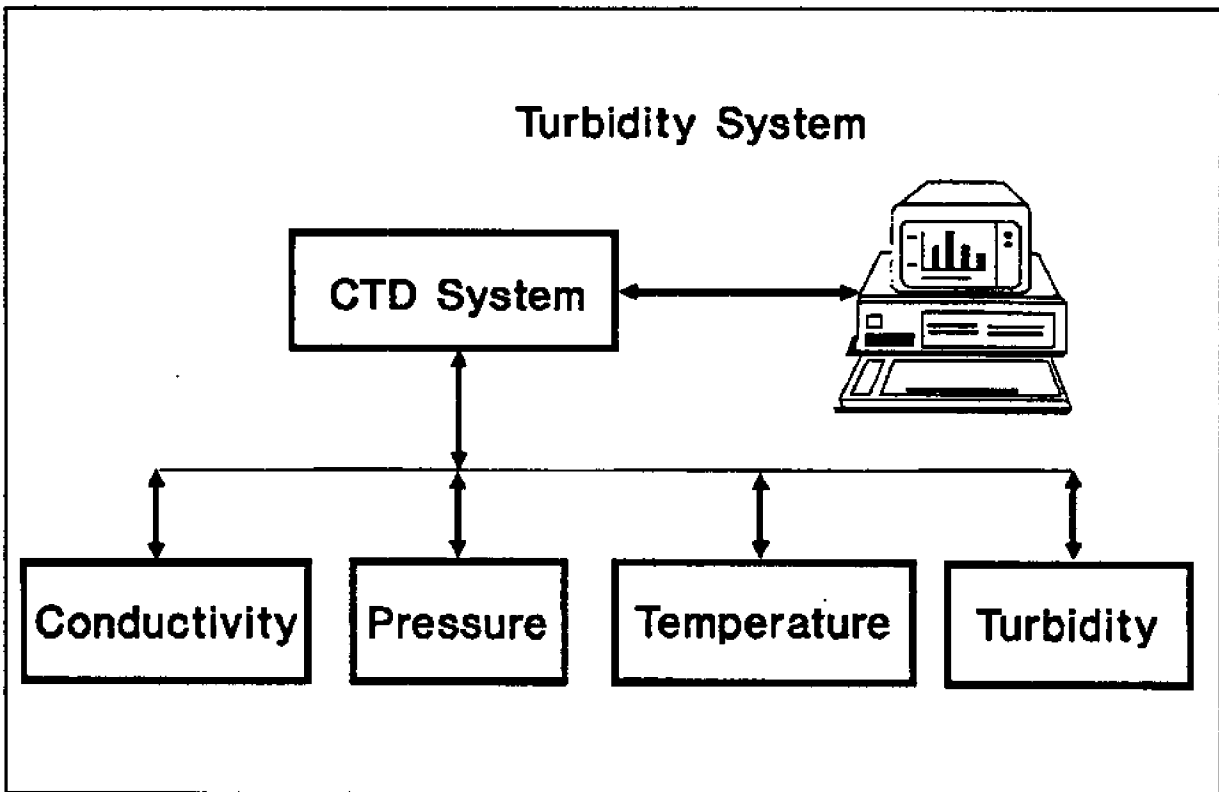 Turbidity System
CTD System
Conductivity
Pressure
Temperature
Turbidity